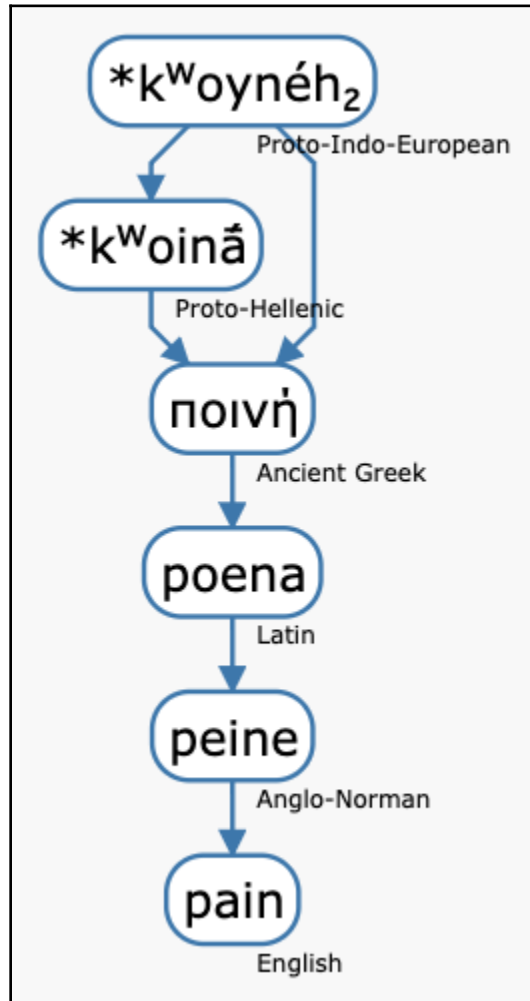 *kʷoynéh₂
Proto-Indo-European
*kʷoinā́
Proto-Hellenic
ποινή
Ancient Greek
poena
Latin
peine
Anglo-Norman
pain
English